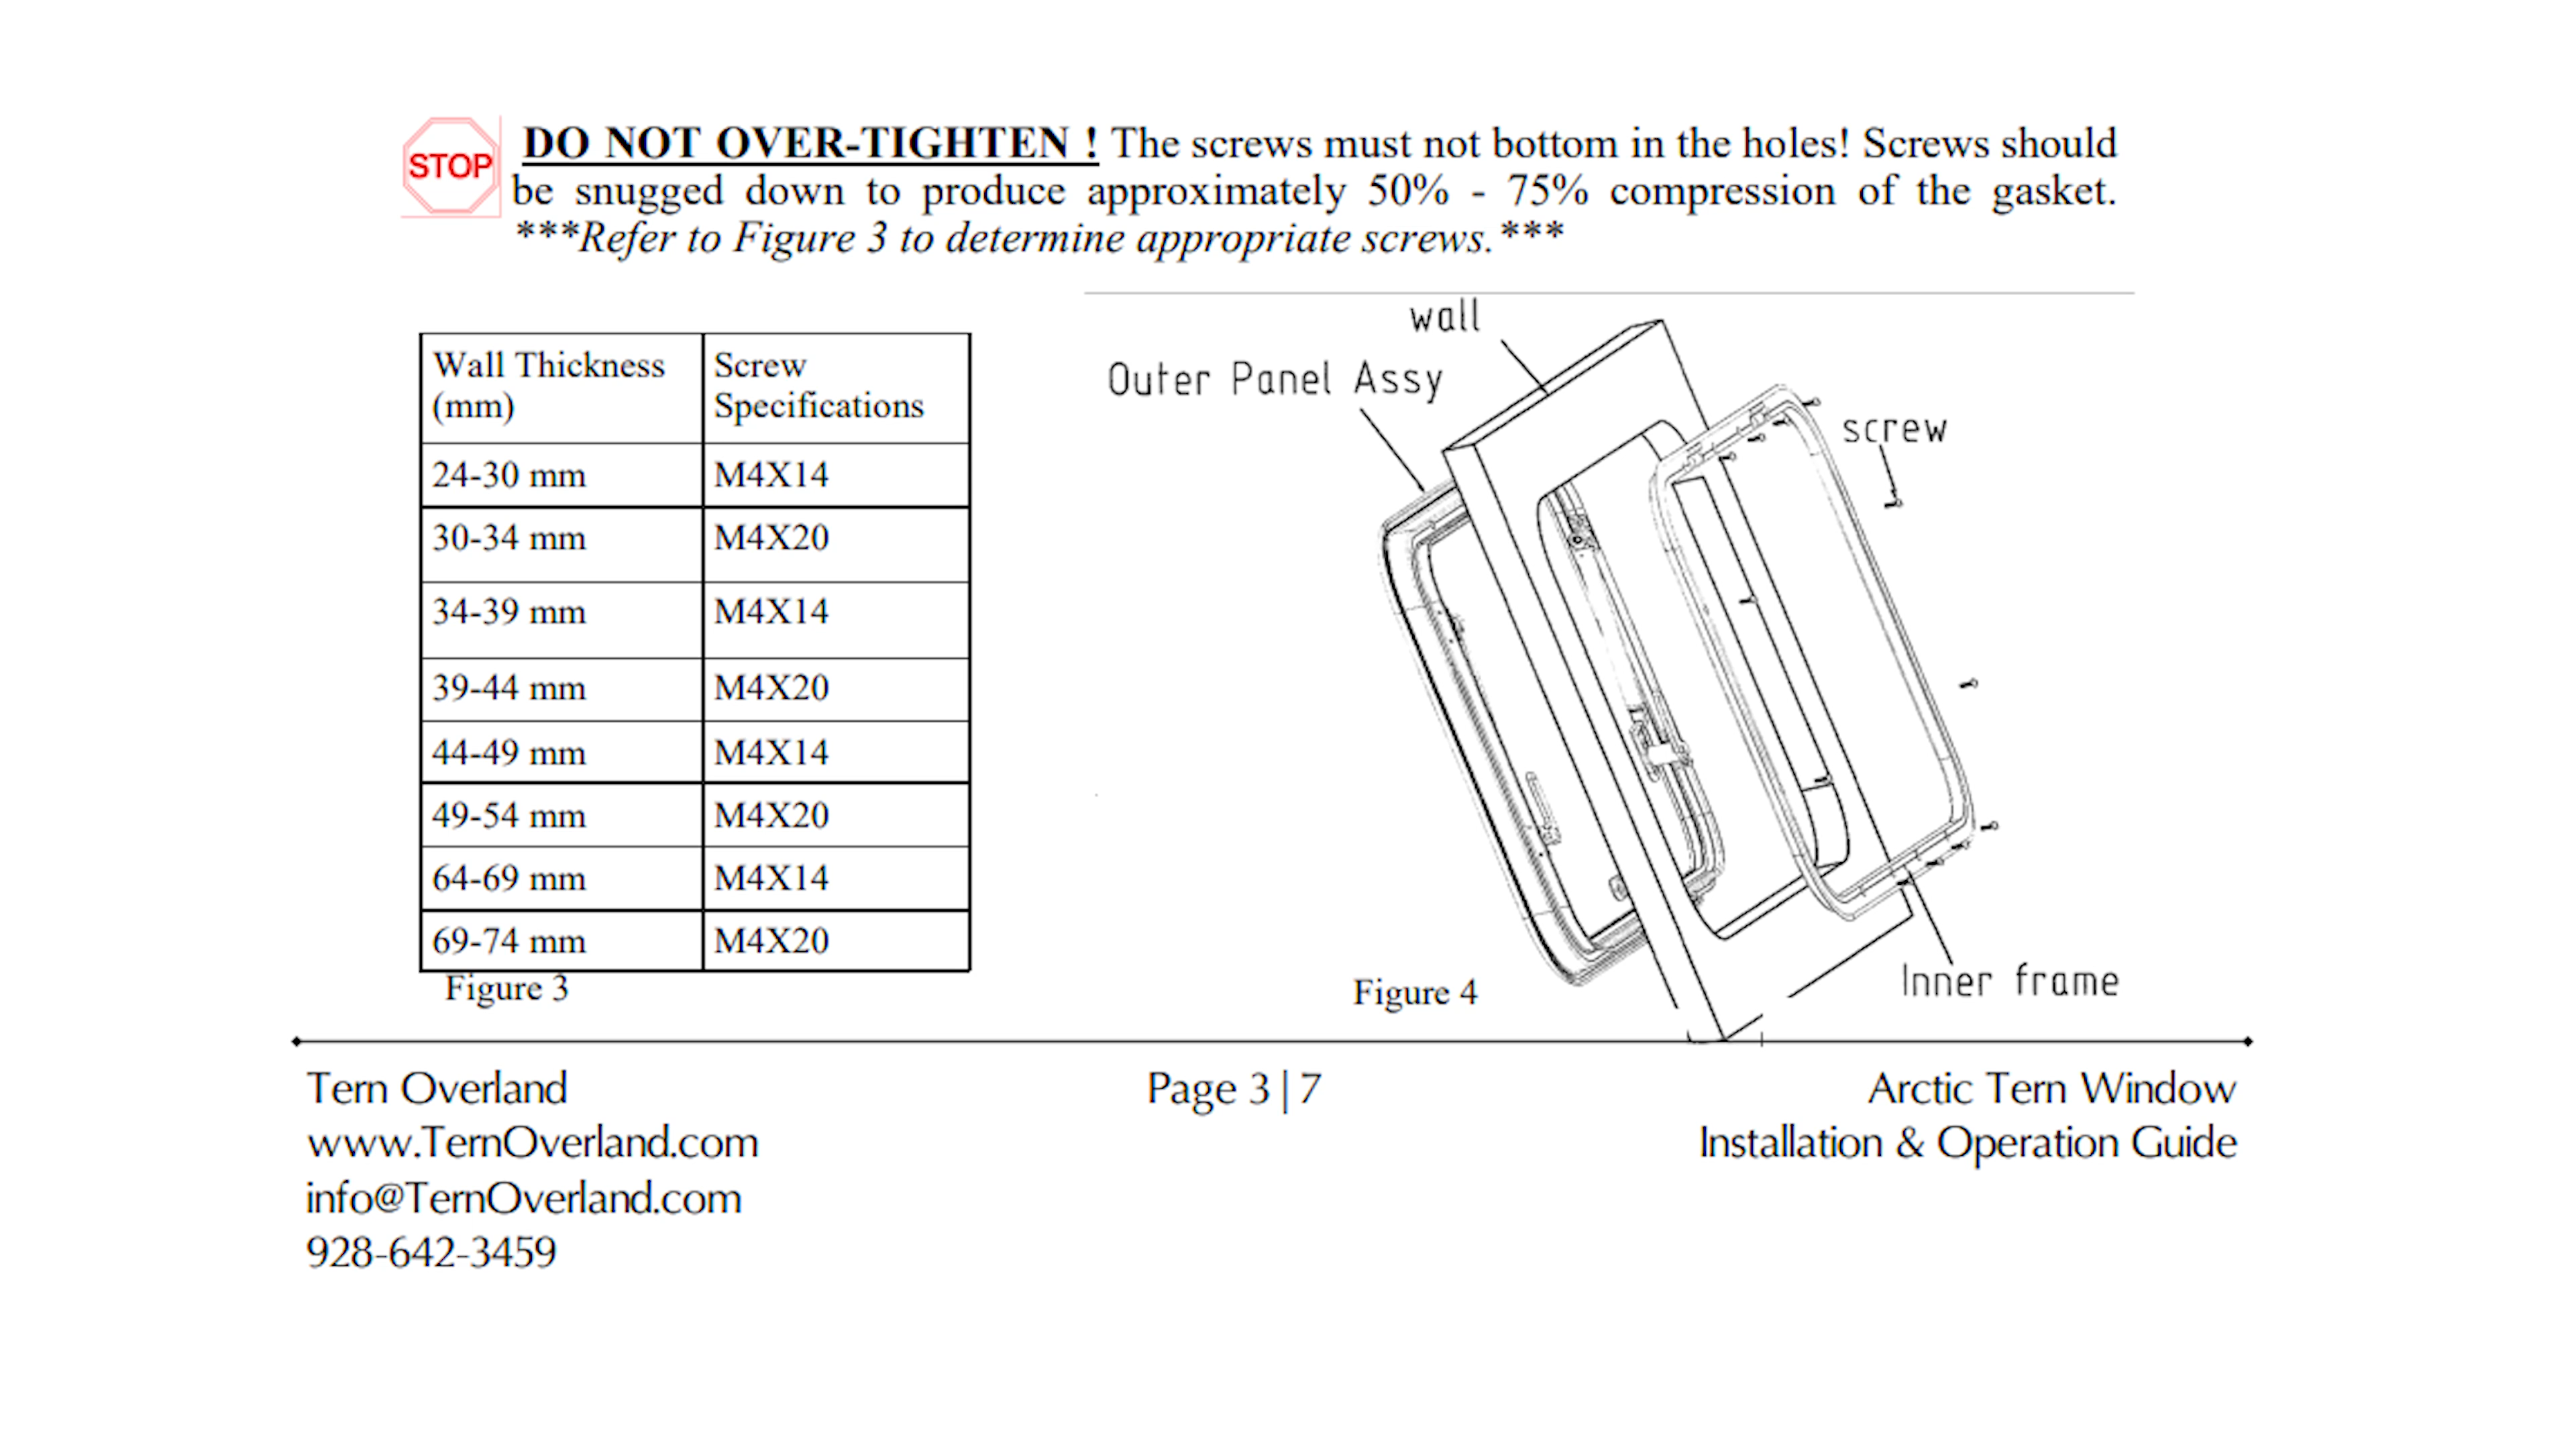 STOP
DO NOT OVER-TIGHTEN ! The screws must not bottom in the holes! Screws should
be snugged down to produce approximately 50% - 75% compression of the gasket.
***Refer to Figure 3 to determine appropriate screws.***
Wall Thickness (mm) Screw Specifications
24-30 mm M4X14
30-34 mm M4X20
34-39 mm M4X14
39-44 mm M4X20
44-49 mm M4X14
49-54 mm M4X20
64-69 mm M4X14
69-74 mm M4X20
Figure 3
wall
Outer Panel Assy
screw
Inner frame
Figure 4
Tern Overland
www.TernOverland.com
info@TernOverland.com
928-642-3459
Page 3|7
Arctic Tern Window
Installation & Operation Guide